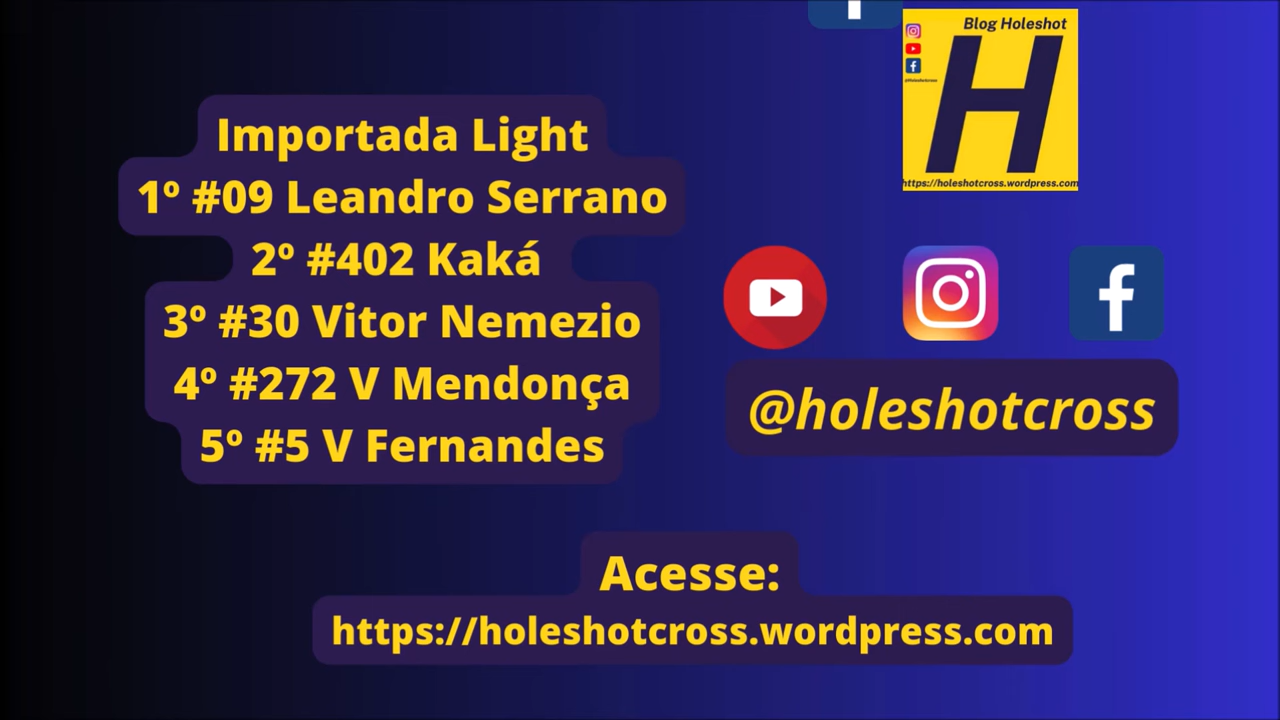 Blog Holeshot
H
@Holeshotcross
https://holeshotcross.wordpress.com
Importada Light
1º #09 Leandro Serrano
2º #402 Kaká
3º #30 Vitor Nemezio
4º #272 V Mendonça
5º #5 V Fernandes
@holeshotcross
Acesse:
https://holeshotcross.wordpress.com